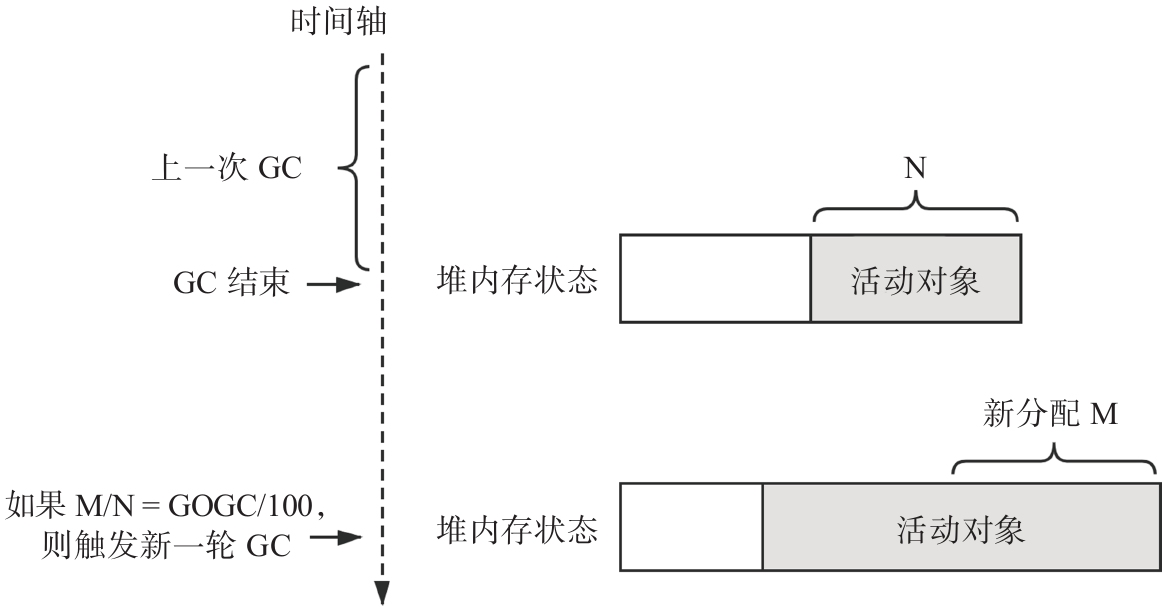 时间轴
上一次 GC
N
GC 结束
堆内存状态
活动对象
新分配 M
如果 M/N = GOGC/100，
则触发新一轮 GC
堆内存状态
活动对象